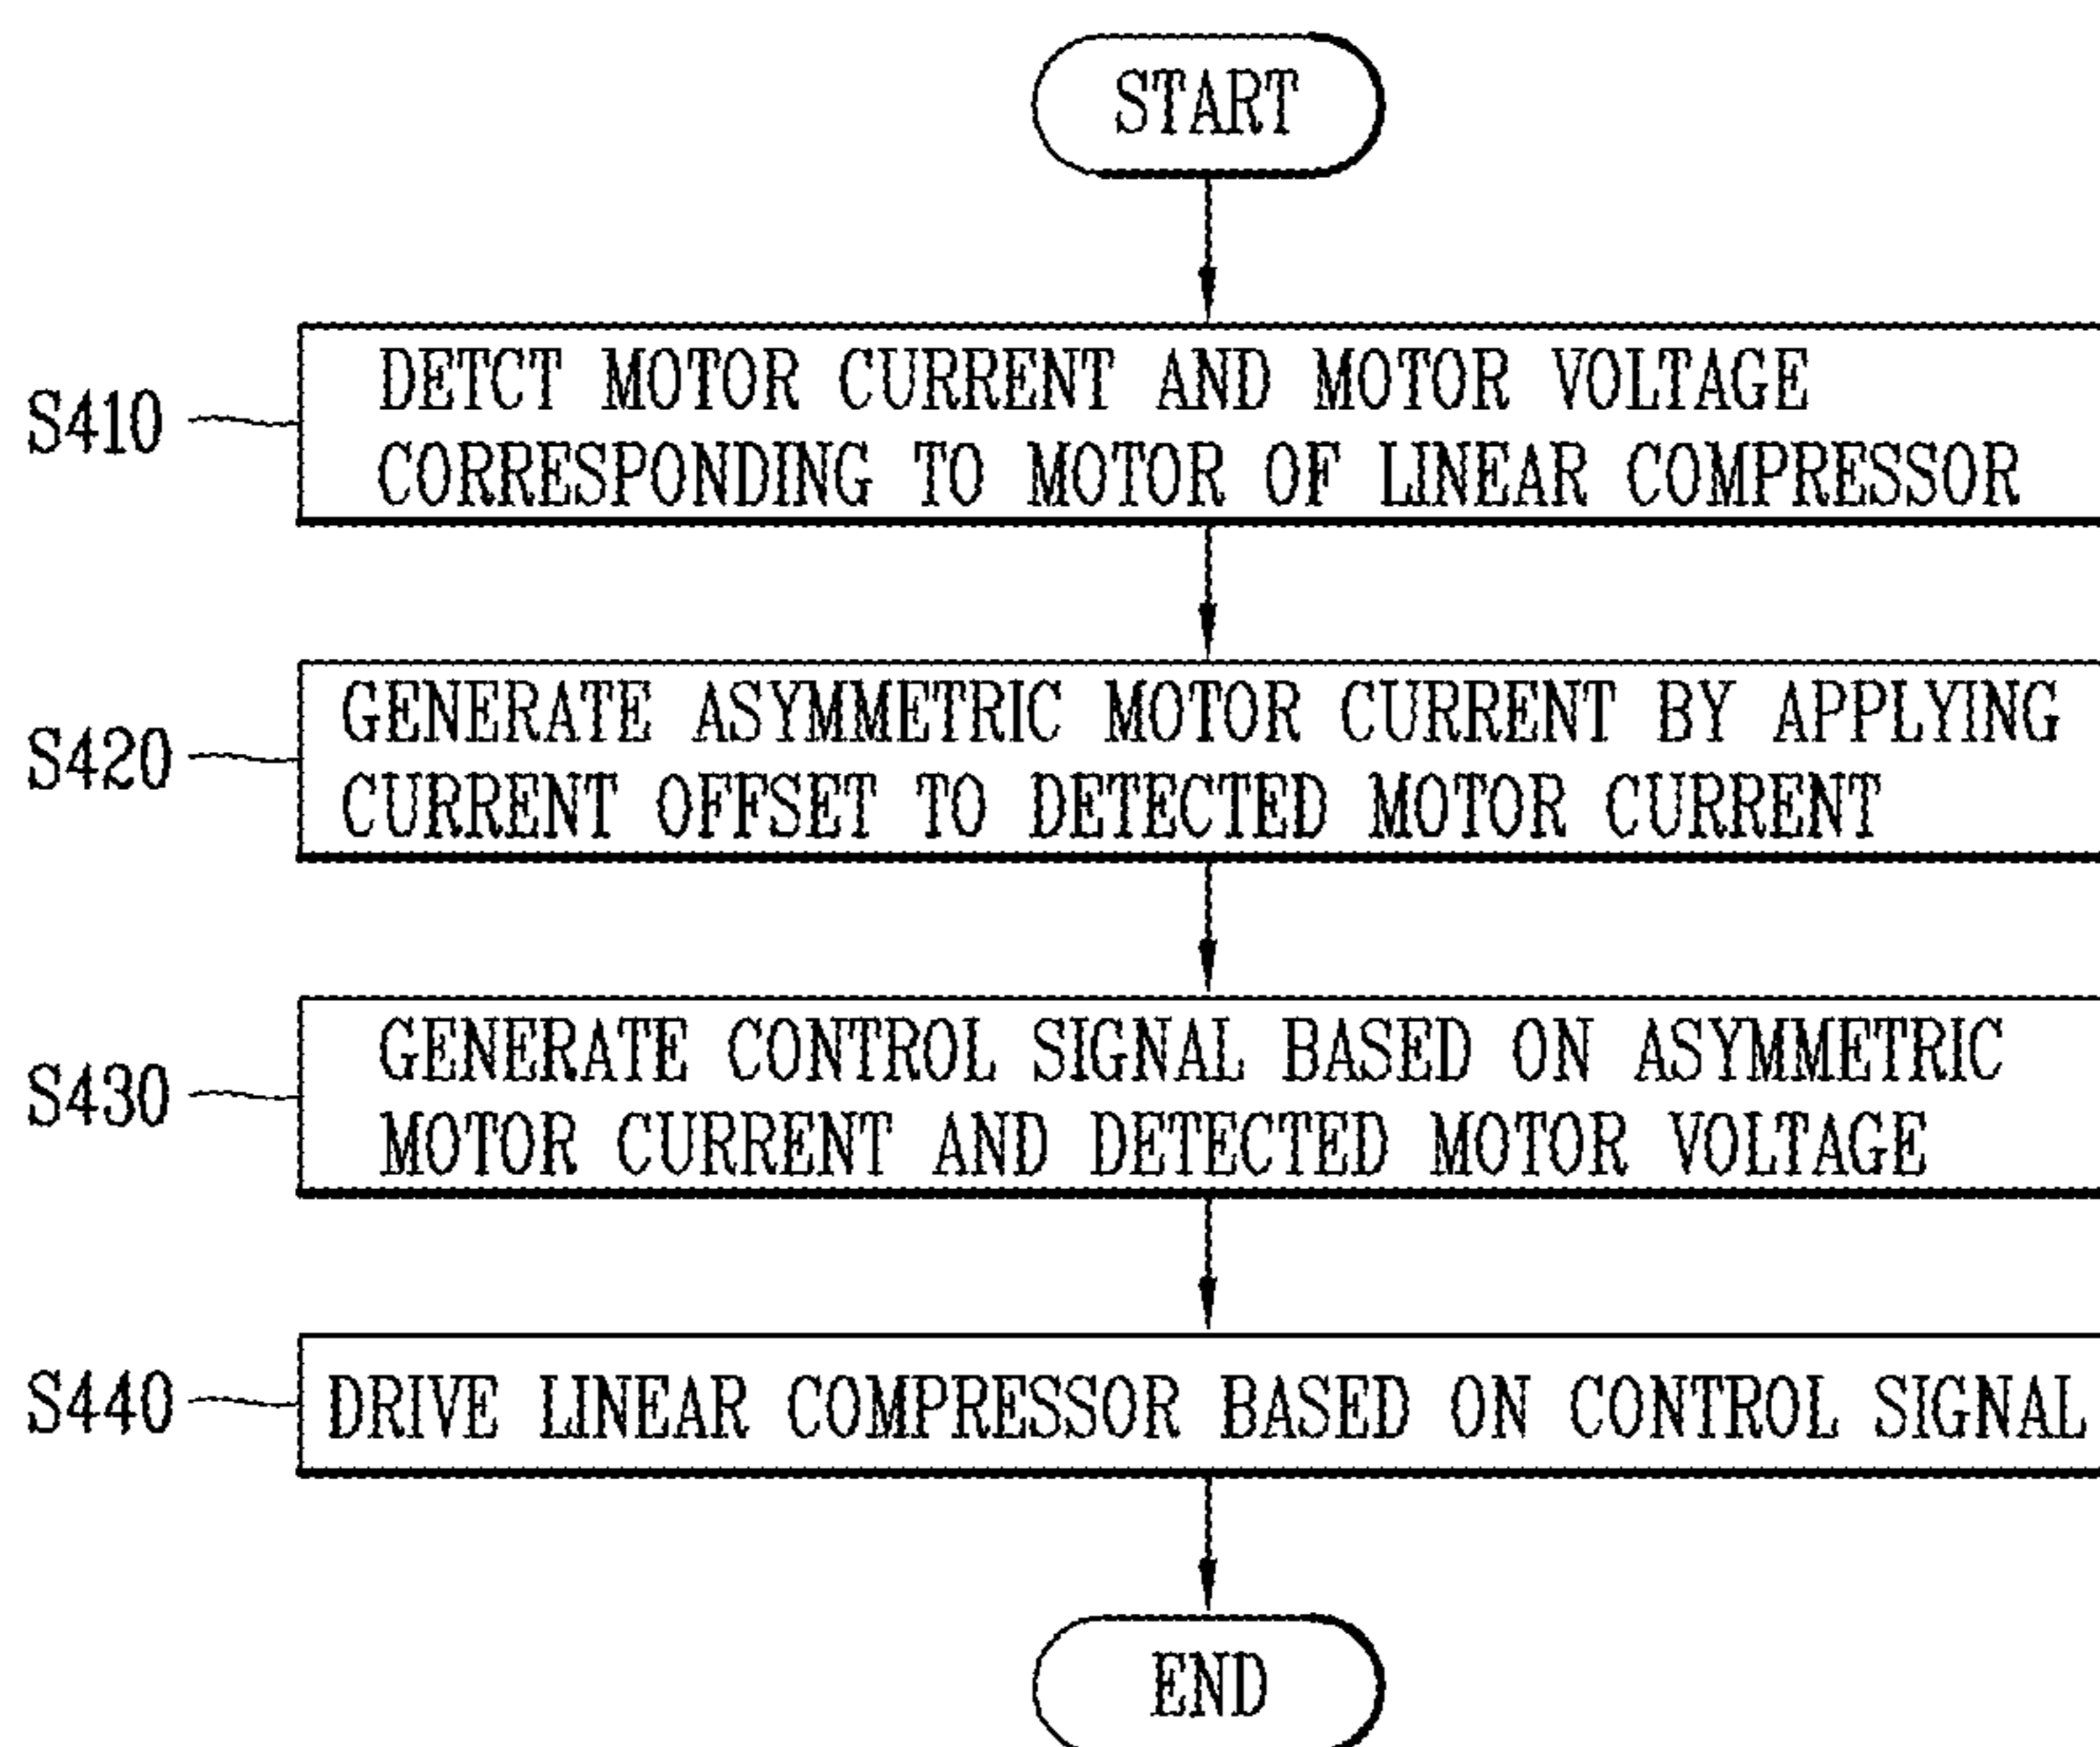 START
S410
DETCT MOTOR CURRENT AND MOTOR VOLTAGE
CORRESPONDING TO MOTOR OF LINEAR COMPRESSOR
S420
GENERATE ASYMMETRIC MOTOR CURRENT BY APPLYING
CURRENT OFFSET TO DETECTED MOTOR CURRENT
S430
GENERATE CONTROL SIGNAL BASED ON ASYMMETRIC
MOTOR CURRENT AND DETECTED MOTOR VOLTAGE
S440
DRIVE LINEAR COMPRESSOR BASED ON CONTROL SIGNAL
END